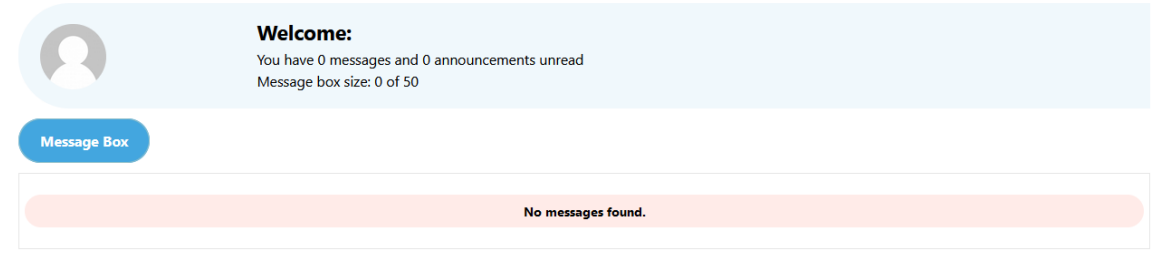 Welcome:
You have 0 messages and 0 announcements unread
Message box size: 0 of 50
Message Box
No messages found.